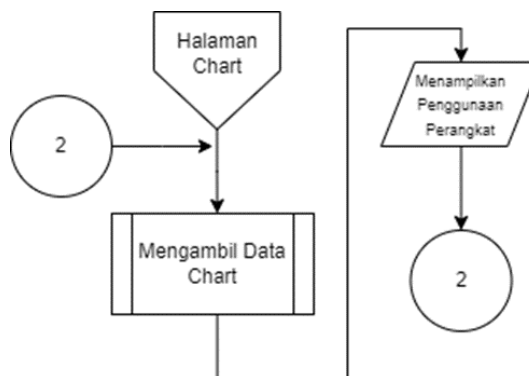 Halaman
Chart
2
Mengambil Data
Chart
Menampilkan
Penggunaan
Perangkat
2